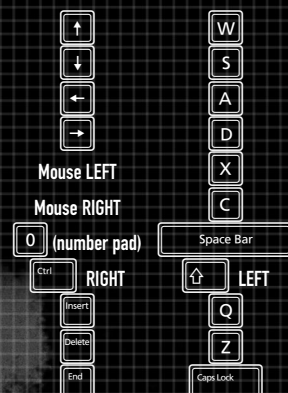 ↑ W
↓ S
← A
→ D
Mouse LEFT X
Mouse RIGHT C
0 (number pad) Space Bar
Ctrl RIGHT ⇧ LEFT
Insert Q
Delete Z
End Caps Lock